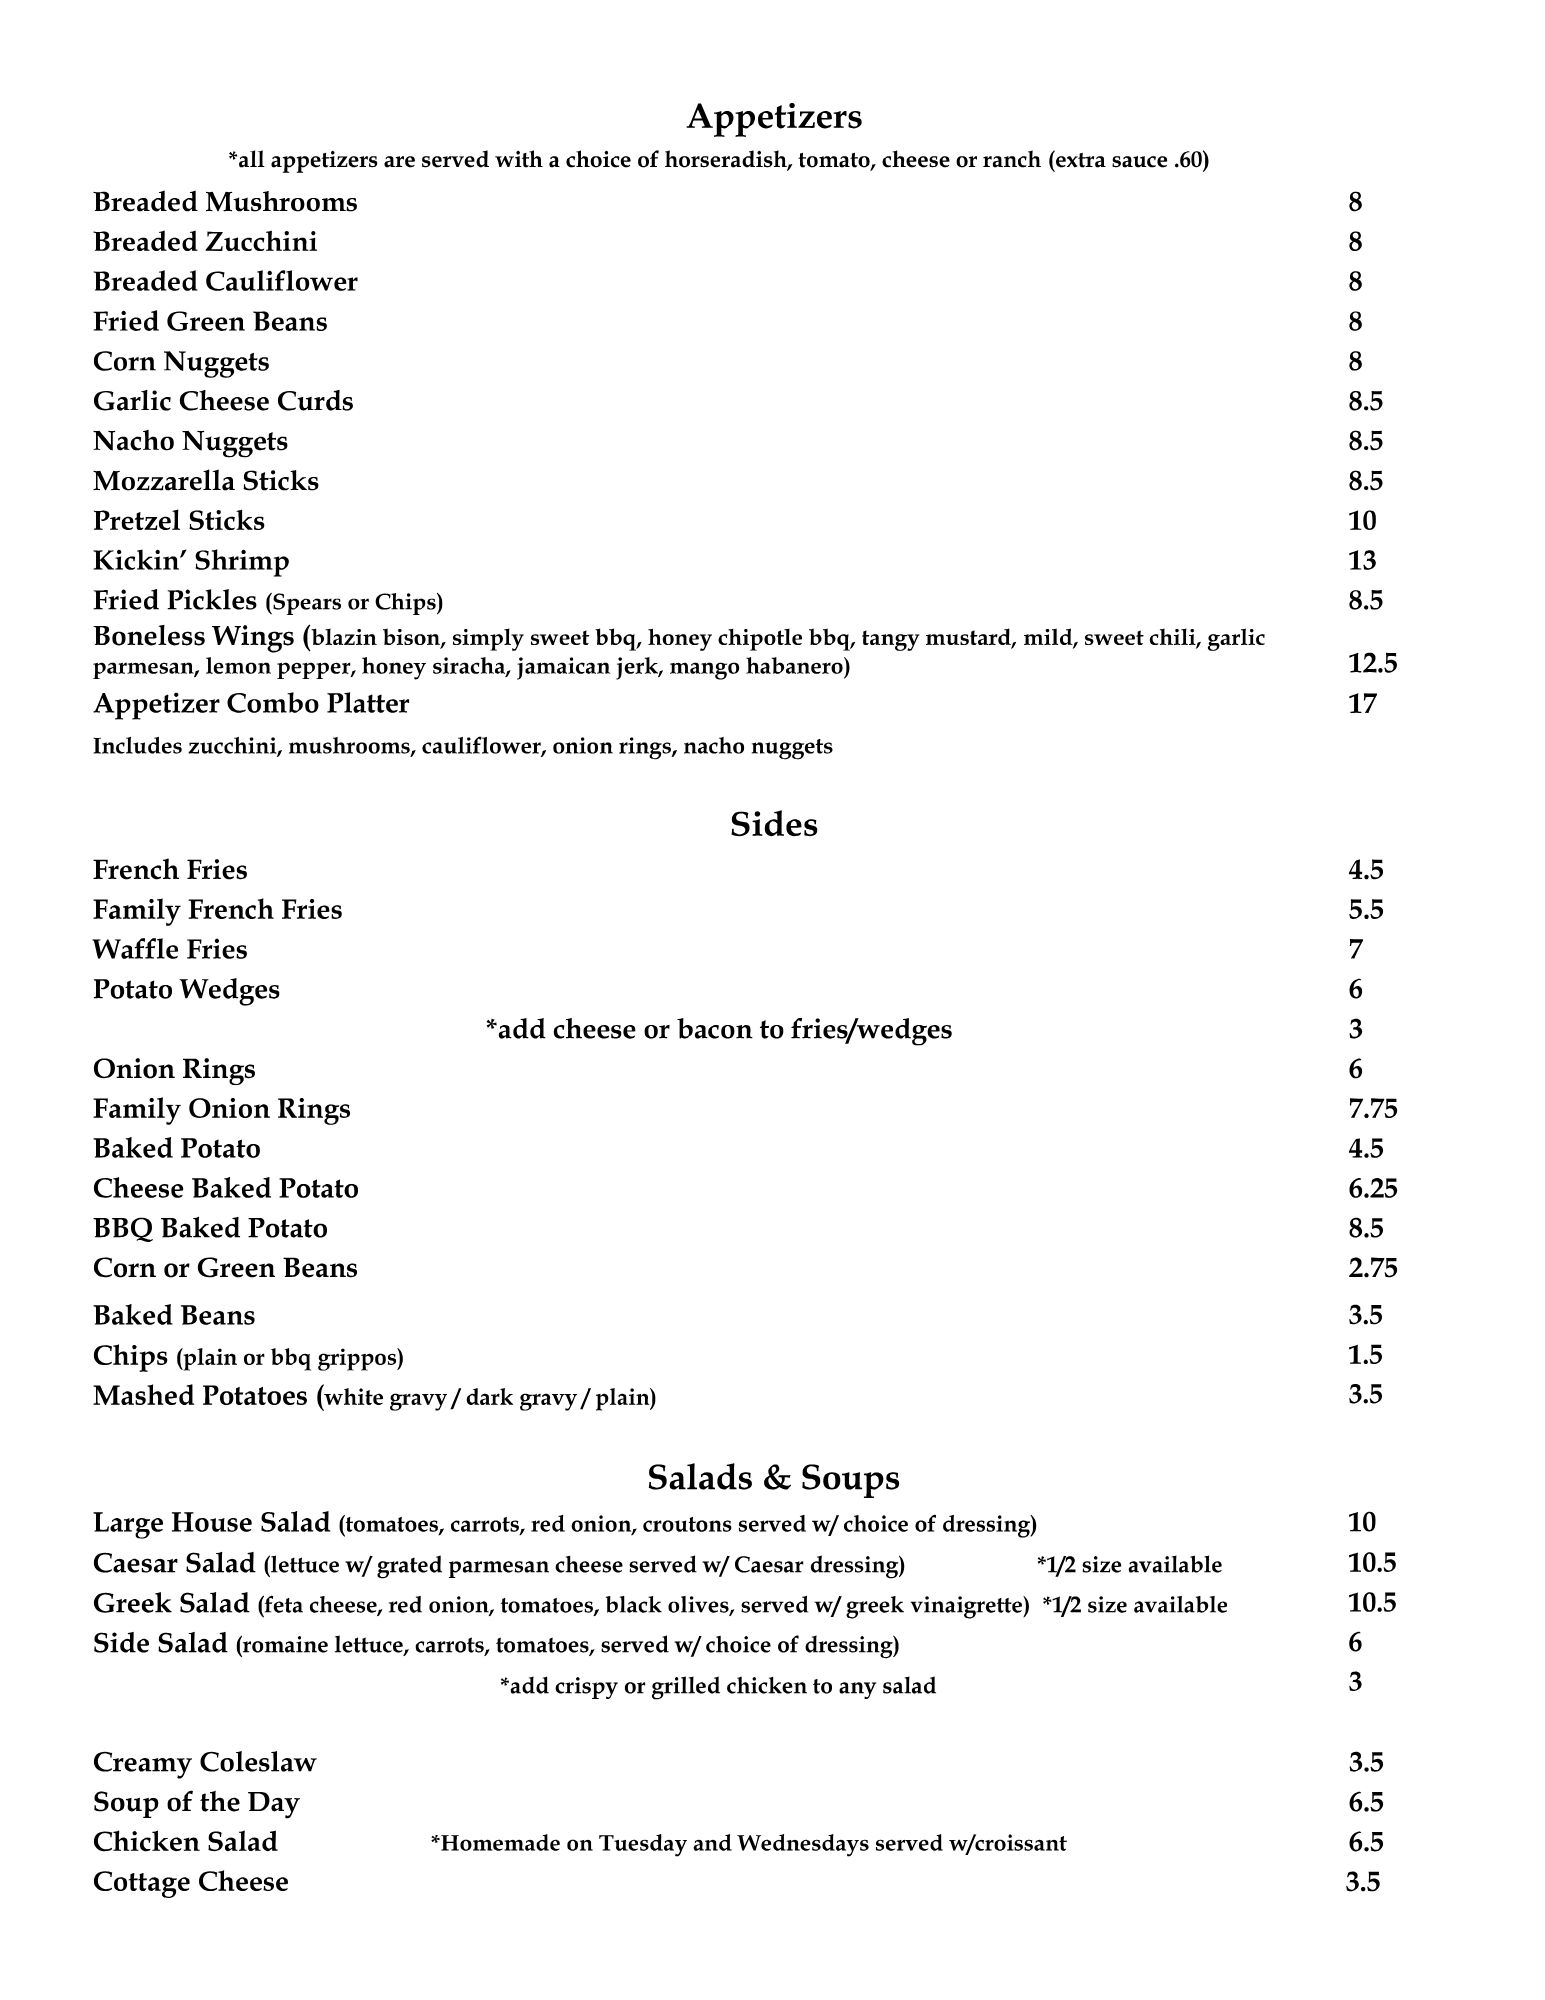 Appetizers
*all appetizers are served with a choice of horseradish, tomato, cheese or ranch (extra sauce .60)
Breaded Mushrooms 8
Breaded Zucchini 8
Breaded Cauliflower 8
Fried Green Beans 8
Corn Nuggets 8
Garlic Cheese Curds 8.5
Nacho Nuggets 8.5
Mozzarella Sticks 8.5
Pretzel Sticks 10
Kickin’ Shrimp 13
Fried Pickles (Spears or Chips) 8.5
Boneless Wings (blazin bison, simply sweet bbq, honey chipotle bbq, tangy mustard, mild, sweet chili, garlic
parmesan, lemon pepper, honey siracha, jamaican jerk, mango habanero) 12.5
Appetizer Combo Platter 17
Includes zucchini, mushrooms, cauliflower, onion rings, nacho nuggets
Sides
French Fries 4.5
Family French Fries 5.5
Waffle Fries 7
Potato Wedges 6
*add cheese or bacon to fries/wedges 3
Onion Rings 6
Family Onion Rings 7.75
Baked Potato 4.5
Cheese Baked Potato 6.25
BBQ Baked Potato 8.5
Corn or Green Beans 2.75
Baked Beans 3.5
Chips (plain or bbq grippos) 1.5
Mashed Potatoes (white gravy / dark gravy / plain) 3.5
Salads & Soups
Large House Salad (tomatoes, carrots, red onion, croutons served w/ choice of dressing) 10
Caesar Salad (lettuce w/ grated parmesan cheese served w/ Caesar dressing) *1/2 size available 10.5
Greek Salad (feta cheese, red onion, tomatoes, black olives, served w/ greek vinaigrette) *1/2 size available 10.5
Side Salad (romaine lettuce, carrots, tomatoes, served w/ choice of dressing) 6
*add crispy or grilled chicken to any salad 3
Creamy Coleslaw 3.5
Soup of the Day 6.5
Chicken Salad *Homemade on Tuesday and Wednesdays served w/croissant 6.5
Cottage Cheese 3.5